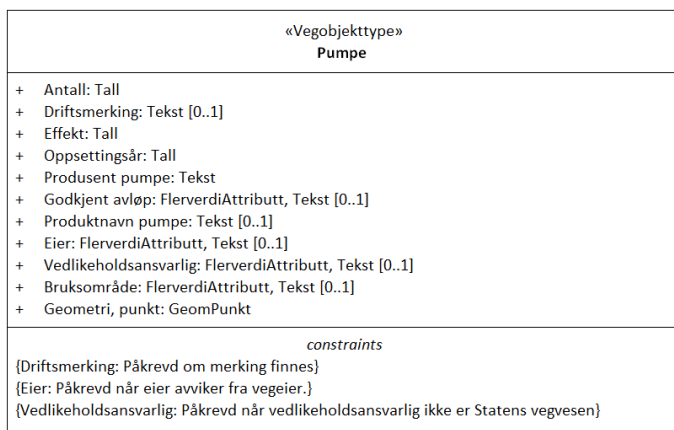 «Vegobjekttype»
Pumpe
+ Antall: Tall
+ Driftsmerking: Tekst [0..1]
+ Effekt: Tall
+ Oppsettingsår: Tall
+ Produsent pumpe: Tekst
+ Godkjent avløp: FlerverdiAttributt, Tekst [0..1]
+ Produktnavn pumpe: Tekst [0..1]
+ Eier: FlerverdiAttributt, Tekst [0..1]
+ Vedlikeholdsansvarlig: FlerverdiAttributt, Tekst [0..1]
+ Bruksområde: FlerverdiAttributt, Tekst [0..1]
+ Geometri, punkt: GeomPunkt
constraints
{Driftsmerking: Påkrevd om merking finnes}
{Eier: Påkrevd når eier avviker fra vegeier.}
{Vedlikeholdsansvarlig: Påkrevd når vedlikeholdsansvarlig ikke er Statens vegvesen}